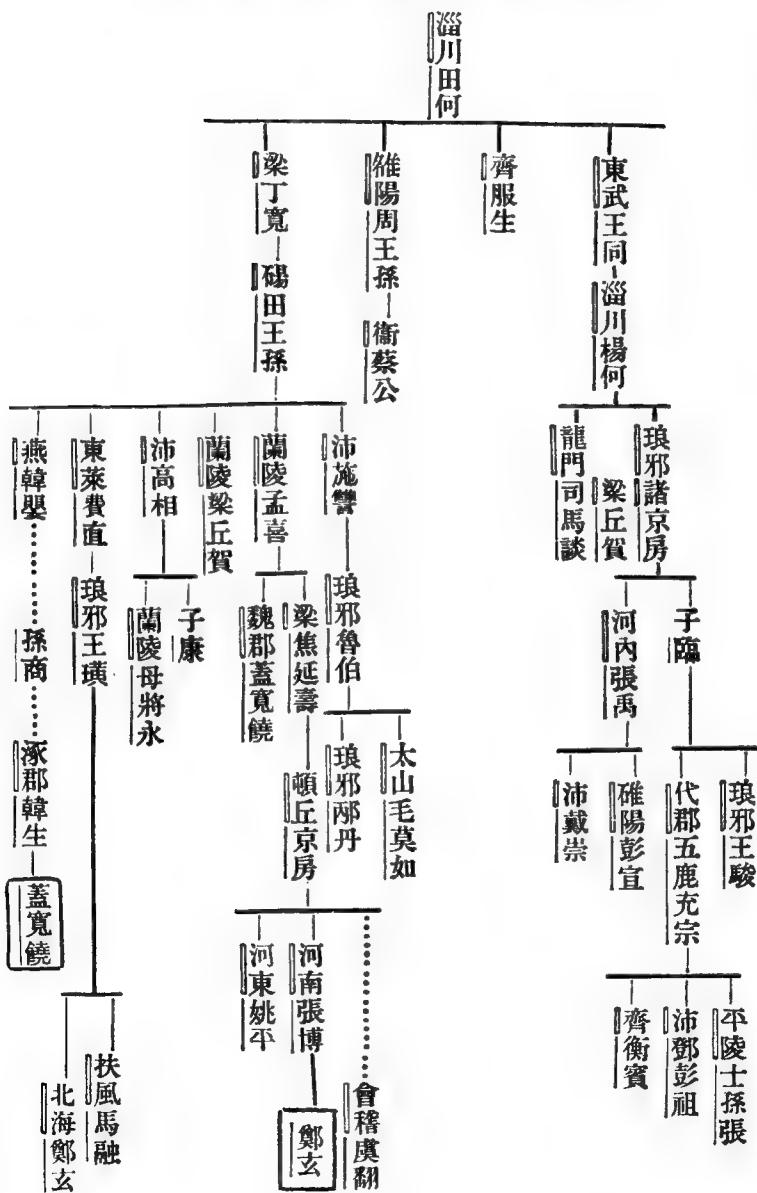 淄川田何
東武王同
淄川楊何
琅邪諸京房
梁丘賀
龍門司馬談
子臨
河內張禹
琅邪王駿
代郡五鹿充宗
平陵士孫張
沛鄧彭祖
齊衡賓
碓陽彭宣
沛戴崇
齊服生
雒陽周王孫
衞蔡公
梁丁寬
碭田王孫
沛施讐
琅邪魯伯
太山毛莫如
琅邪邴丹
蘭陵孟喜
梁焦延壽
頓丘京房
會稽虞翻
河南張博
鄭玄
河東姚平
魏郡蓋寬饒
蘭陵梁丘賀
沛高相
子康
蘭陵母將永
東萊費直
琅邪王璜
扶風馬融
北海鄭玄
燕韓嬰
孫商
涿郡韓生
蓋寬饒